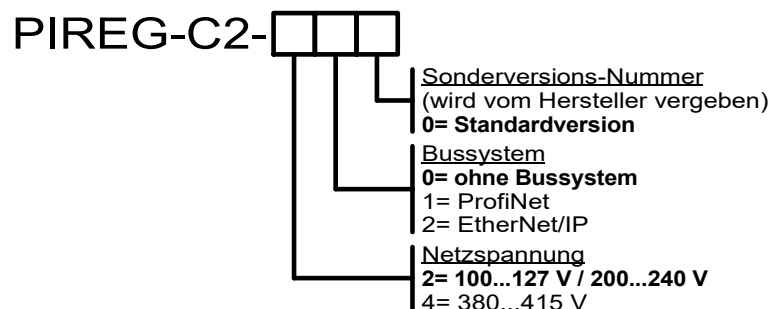 PIREG-C2-
Sonderversions-Nummer
(wird vom Hersteller vergeben)
0= Standardversion
Bussystem
0= ohne Bussystem
1= ProfiNet
2= EtherNet/IP
Netzspannung
2= 100...127 V / 200...240 V
4= 380...415 V